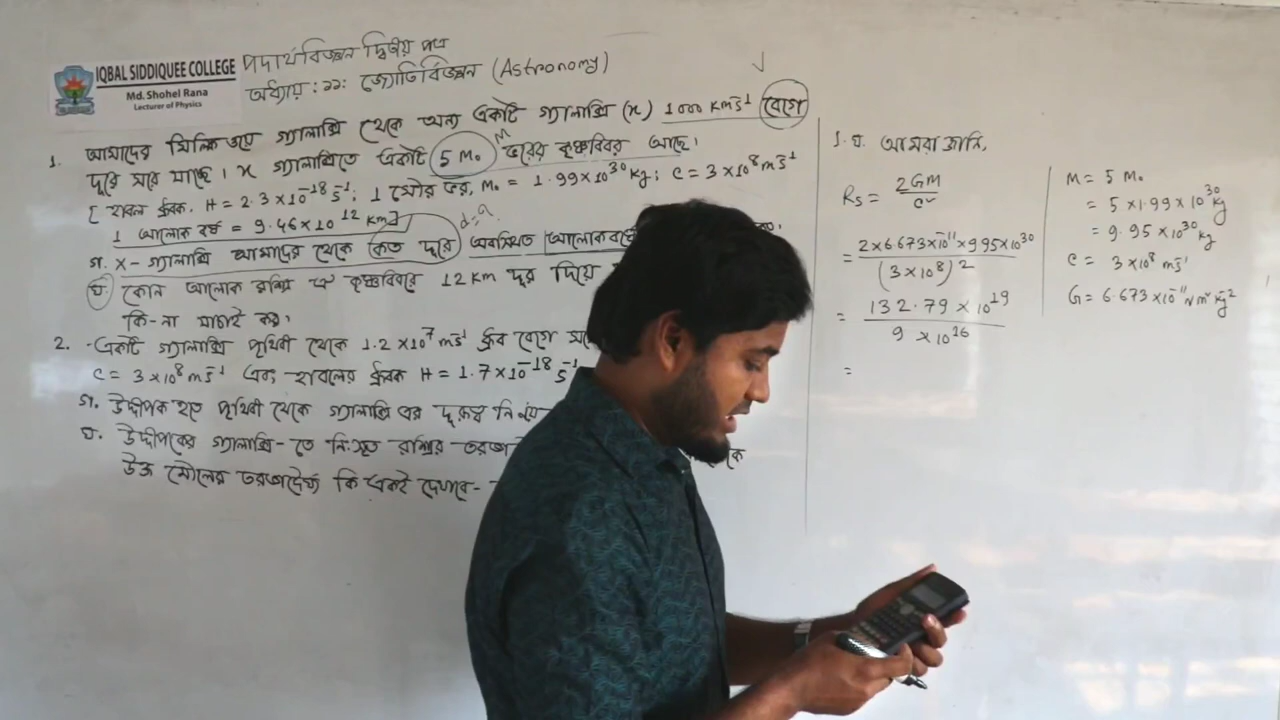 IQBAL SIDDIQUEE COLLEGE
Md. Shohel Rana
Lecturer of Physics
পদার্থবিজ্ঞান দ্বিতীয় পত্র
অধ্যায় : ১১: জ্যোতির্বিজ্ঞান (Astronomy)
1. আমাদের মিল্কিওয়ে গ্যালাক্সি থেকে অন্য একটি গ্যালাক্সি (x) 1000 Kms⁻¹ বেগে
দূরে সরে যাচ্ছে। x গ্যালাক্সিতে একটি 5 M₀ ভরের কৃষ্ণবিবর আছে।
M
[ হাবল ধ্রুবক, H = 2.3 × 10⁻¹⁸ s⁻¹; 1 সৌর ভর, M₀ = 1.99×10³⁰ kg; c = 3 × 10⁸ ms⁻¹
1 আলোক বর্ষ = 9.46×10¹² km]
d=?
গ. X- গ্যালাক্সি আমাদের থেকে কত দূরে অবস্থিত
ঘ. কোন আলোক রশ্মি ঐ কৃষ্ণবিবরে 12 Km দূর দিয়ে
কি-না যাচাই কর।
2. একটি গ্যালাক্সি পৃথিবী থেকে 1.2 ×10⁷ ms⁻¹ ধ্রুব বেগে
c = 3 ×10⁸ ms⁻¹ এবং হাবলের ধ্রুবক H = 1.7×10⁻¹⁸ s⁻¹
গ. উদ্দীপক হতে পৃথিবী থেকে গ্যালাক্সি এর দূরত্ব নির্ণয়
ঘ. উদ্দীপকের গ্যালাক্সি-তে নিঃসৃত রশ্মির
উক্ত মৌলের তরঙ্গদৈর্ঘ্য কি একই দেখাবে-
1. ঘ. আমরা জানি,
Rs = 2GM / c²
= 2×6.673×10⁻¹¹×9.95×10³⁰ / (3×10⁸)2
= 132.79 × 10¹⁹ / 9 × 10¹⁶
=
M = 5 M₀
= 5 ×1.99 × 10³⁰ kg
= 9.95 ×10³⁰ kg
c = 3×10⁸ ms⁻¹
G = 6.673 ×10⁻¹¹ Nm² kg⁻²